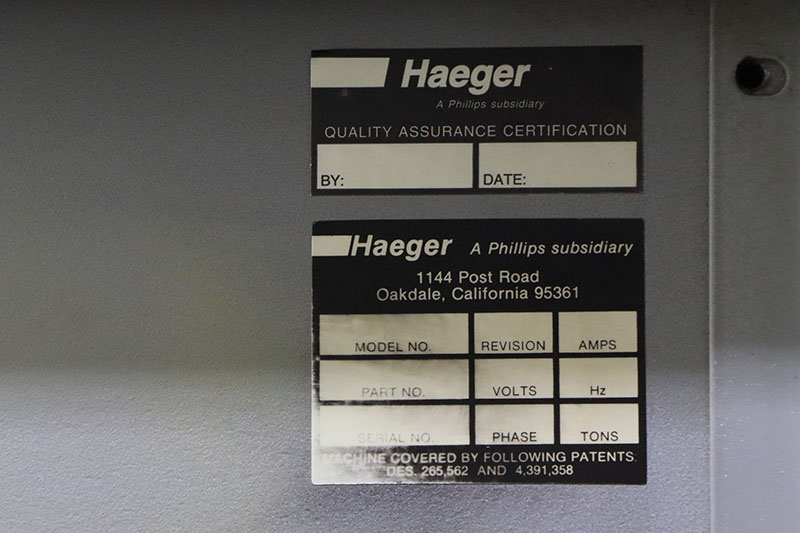 Haeger
A Phillips subsidiary
QUALITY ASSURANCE CERTIFICATION
BY: DATE:
Haeger A Phillips subsidiary
1144 Post Road
Oakdale, California 95361
MODEL NO. REVISION AMPS
PART NO. VOLTS Hz
SERIAL NO. PHASE TONS
MACHINE COVERED BY FOLLOWING PATENTS.
DES. 265,562 AND 4,391,358